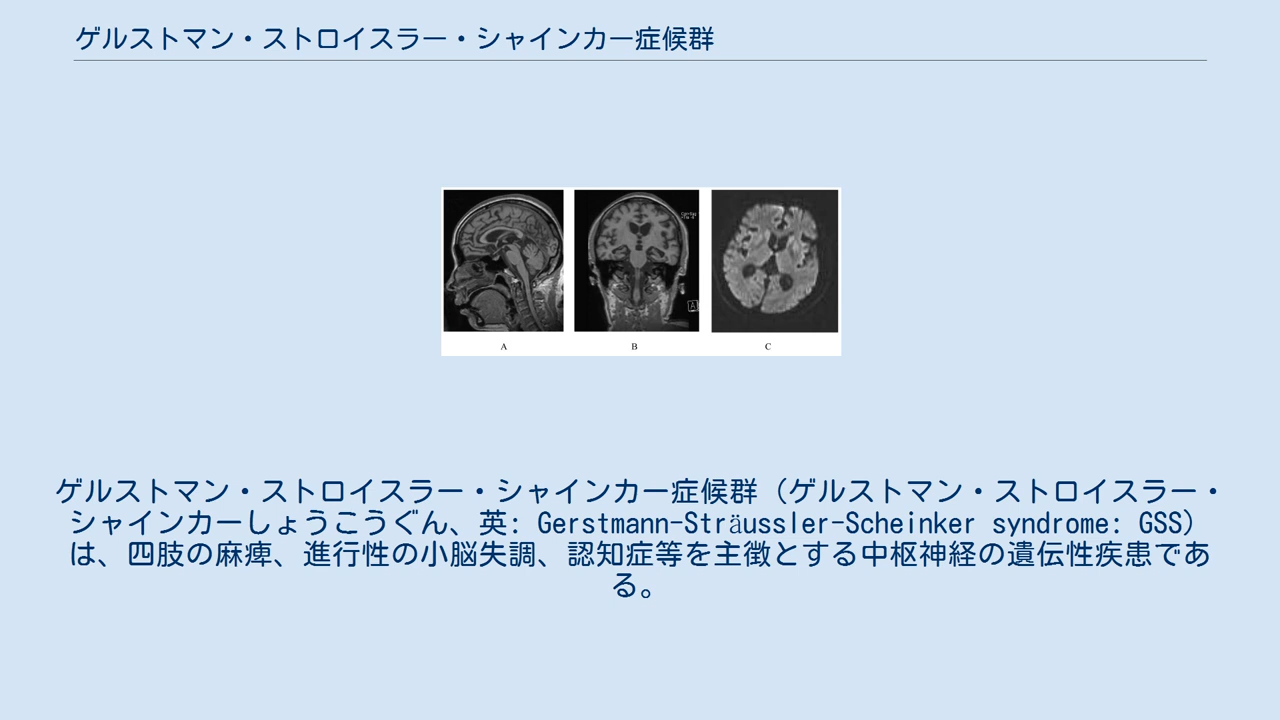 ゲルストマン・ストロイスラー・シャインカー症候群
A
B
C
ゲルストマン・ストロイスラー・シャインカー症候群（ゲルストマン・ストロイスラー・
シャインカーしょうこうぐん、英: Gerstmann-Sträussler-Scheinker syndrome: GSS）
は、四肢の麻痺、進行性の小脳失調、認知症等を主徴とする中枢神経の遺伝性疾患であ
る。